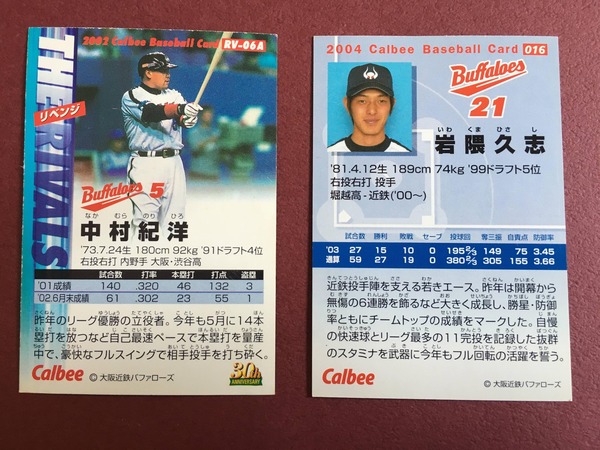 2002 Calbee Baseball Card RV-06A
THE RIVALS
リベンジ
Buffaloes 5
なか むら のり ひろ
中村紀洋
'73.7.24生 180cm 92kg '91ドラフト4位
右投右打 内野手 大阪・渋谷高
試合数 打率 本塁打 打点 盗塁
'01成績 140 .320 46 132 3
'02.6月末成績 61 .302 23 55 1
昨年のリーグ優勝の立役者。今年も5月に14本
塁打を放つなど自己最速ペースで本塁打を量産
中で、豪快なフルスイングで相手投手を打ち砕く。
Calbee
30th
ANNIVERSARY
© 大阪近鉄バファローズ
2004 Calbee Baseball Card 016
Buffaloes
21
いわ くま ひさ し
岩隈久志
'81.4.12生 189cm 74kg '99ドラフト5位
右投右打 投手
堀越高-近鉄('00～)
試合数 勝利 敗戦 セーブ 投球回 奪三振 自責点 防御率
'03 27 15 10 0 195 2/3 149 75 3.45
通算 59 27 15 0 380 2/3 305 155 3.66
近鉄投手陣を支える若きエース。昨年は開幕から
無傷の6連勝を飾るなど大きく成長し。勝星・防御
率ともにチームトップの成績をマークした。自慢
の快速球とリーグ最多の11完投を記録した抜群
のスタミナを武器に今年もフル回転の活躍を誓う。
Calbee
© 大阪近鉄バファローズ